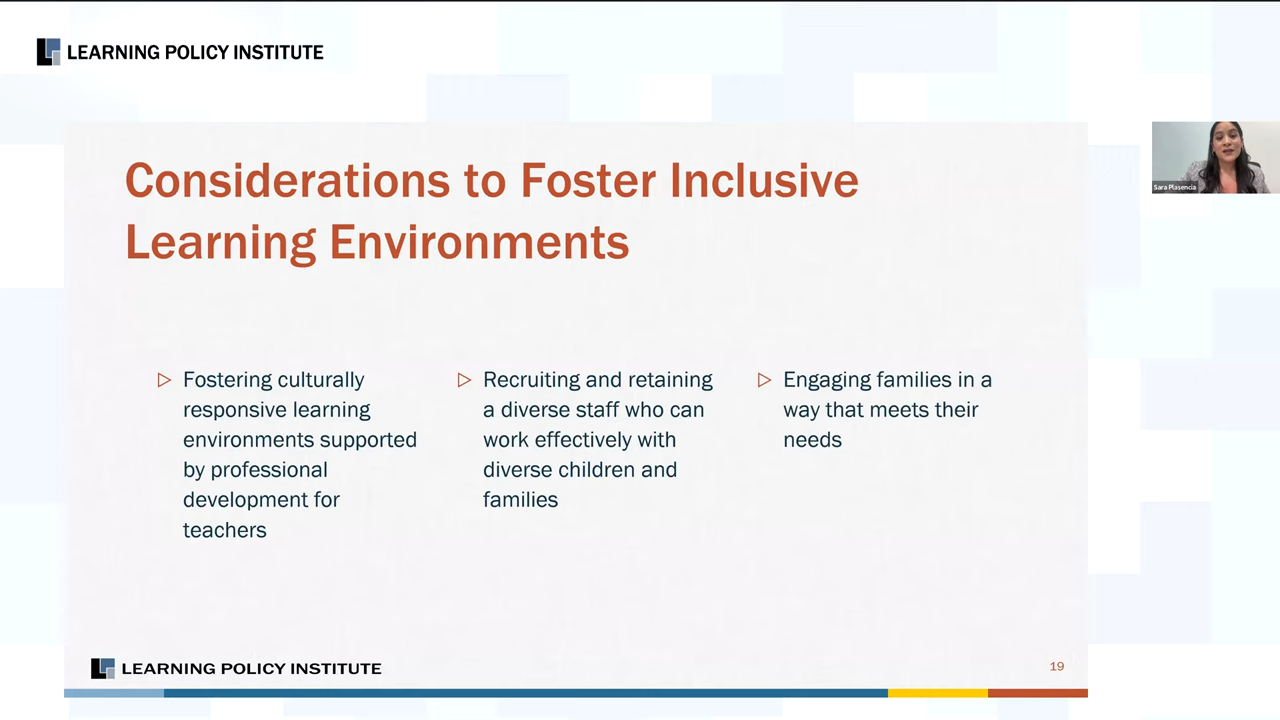 LEARNING POLICY INSTITUTE
Considerations to Foster Inclusive
Learning Environments
Sara Plasencia
Fostering culturally
responsive learning
environments supported
by professional
development for
teachers
Recruiting and retaining
a diverse staff who can
work effectively with
diverse children and
families
Engaging families in a
way that meets their
needs
LEARNING POLICY INSTITUTE
19